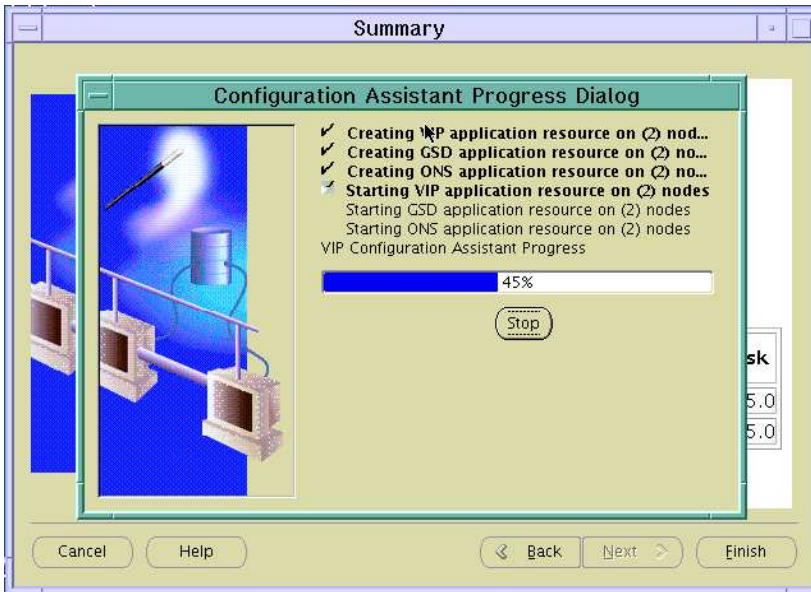 Summary
Configuration Assistant Progress Dialog
Creating VIP application resource on (2) nod...
Creating GSD application resource on (2) no...
Creating ONS application resource on (2) no...
Starting VIP application resource on (2) nodes
Starting GSD application resource on (2) nodes
Starting ONS application resource on (2) nodes
VIP Configuration Assistant Progress
45%
Stop
sk
5.0
5.0
Cancel Help Back Next Finish